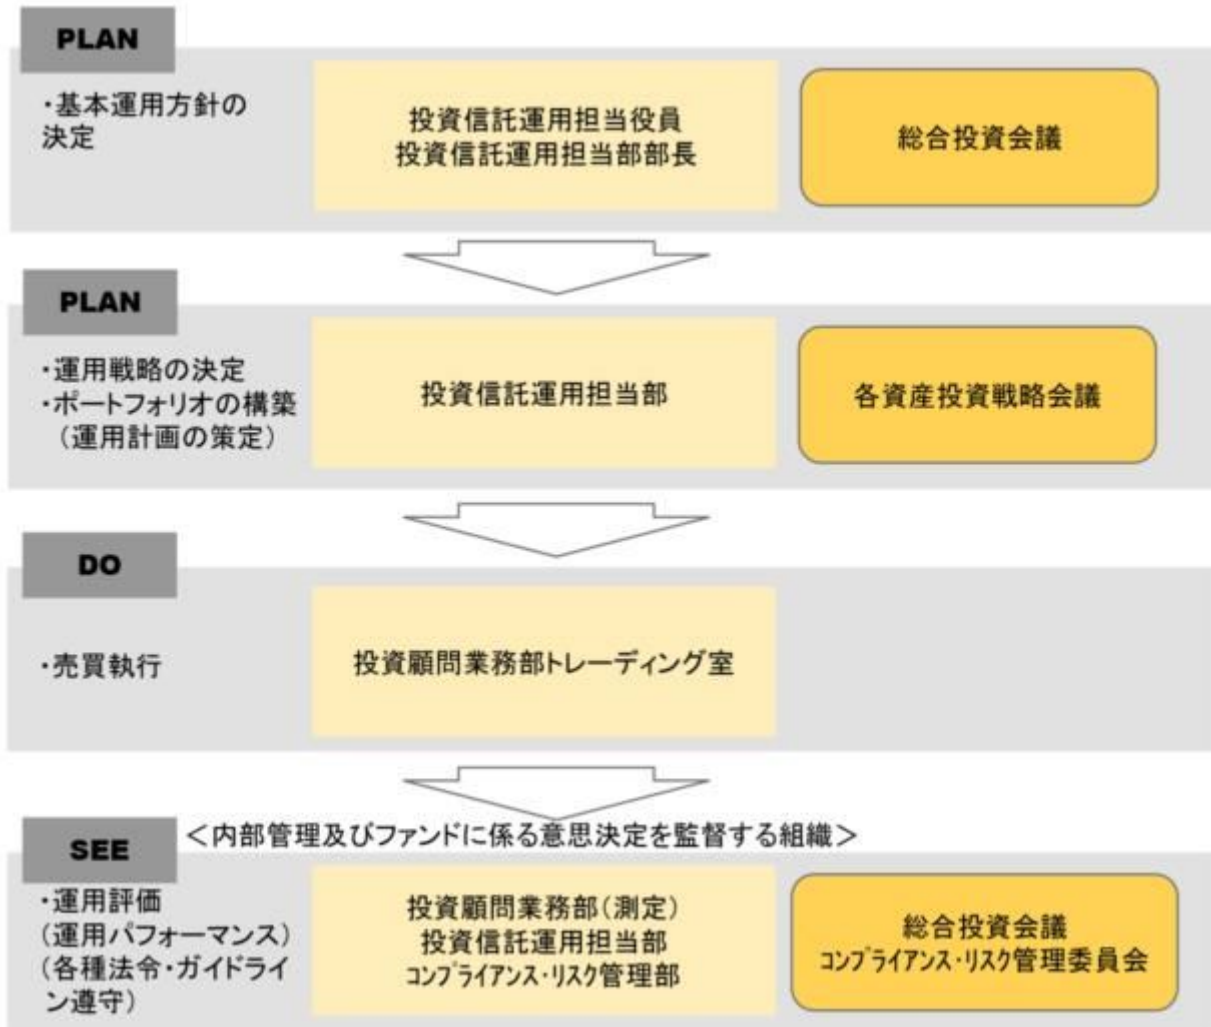 PLAN
・基本運用方針の
決定
投資信託運用担当役員
投資信託運用担当部部長
総合投資会議
PLAN
・運用戦略の決定
・ポートフォリオの構築
(運用計画の策定)
投資信託運用担当部
各資産投資戦略会議
DO
・売買執行
投資顧問業務部トレーディング室
<内部管理及びファンドに係る意思決定を監督する組織>
SEE
・運用評価
(運用パフォーマンス)
(各種法令・ガイドライ
ン遵守)
投資顧問業務部(測定)
投資信託運用担当部
コンプライアンス・リスク管理部
総合投資会議
コンプライアンス・リスク管理委員会